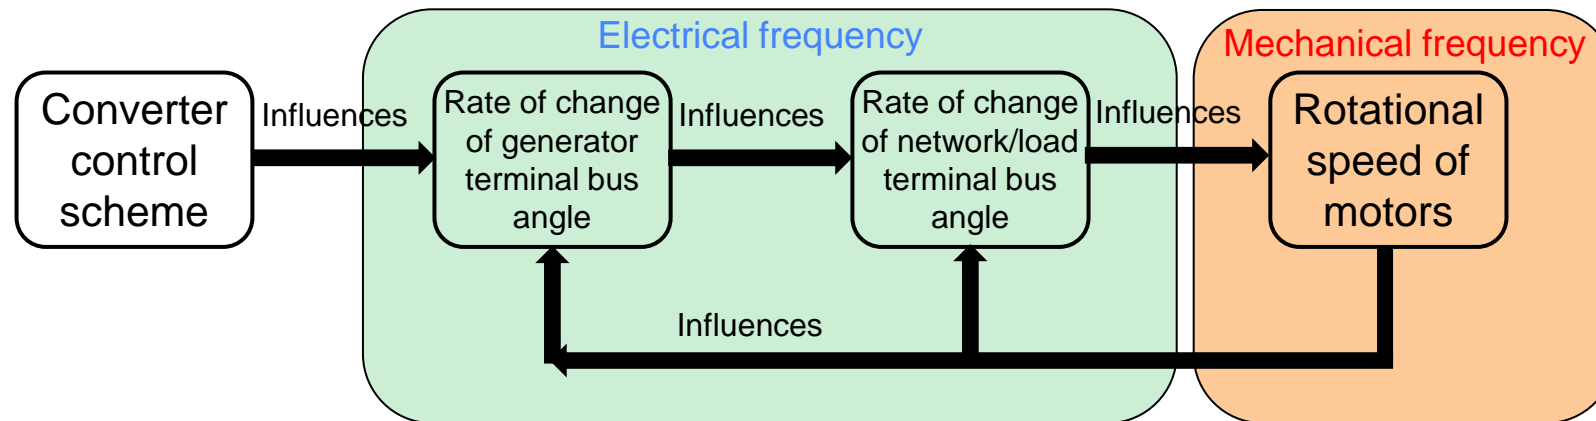 Electrical frequency
Mechanical frequency
Converter
control
scheme
Influences
Rate of change
of generator
terminal bus
angle
Influences
Rate of change
of network/load
terminal bus
angle
Influences
Rotational
speed of
motors
Influences